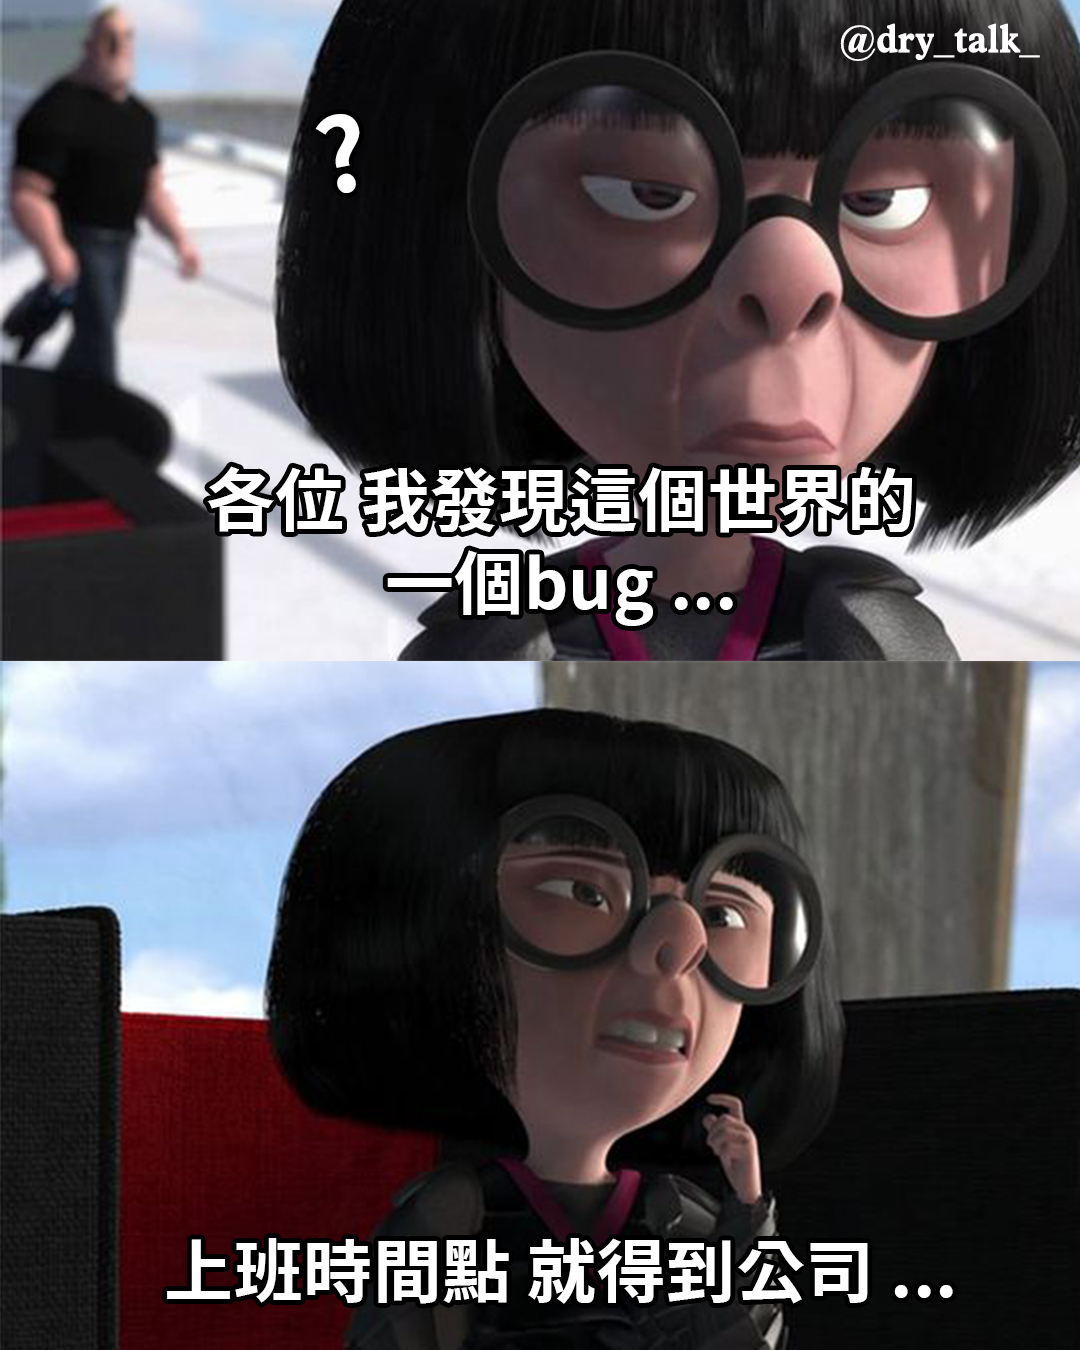 @dry_talk_
?
各位 我發現這個世界的
一個bug ...
上班時間點 就得到公司 ...